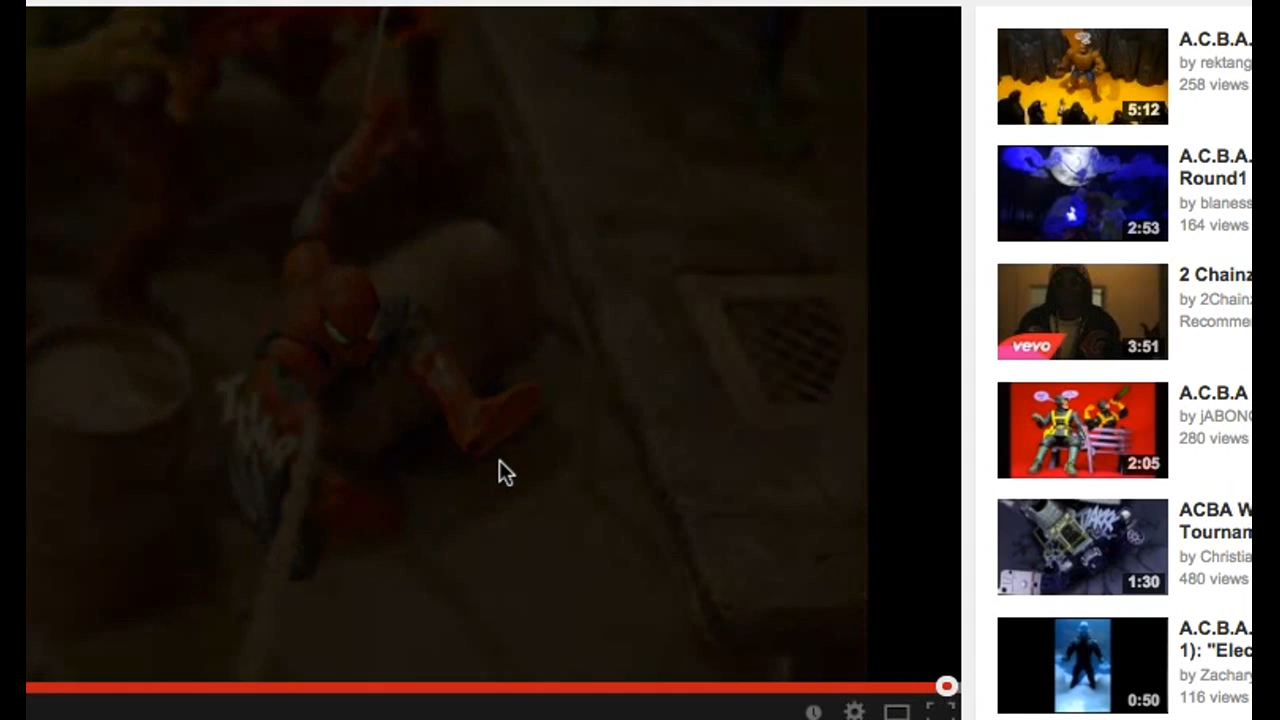 A.C.B.A.
by rektang
258 views
5:12
A.C.B.A.
Round1
by blaness
164 views
2:53
2 Chainz
by 2Chainz
Recomme
vevo
3:51
A.C.B.A
by jABONG
280 views
2:05
ACBA W
Tournam
by Christia
480 views
1:30
A.C.B.A.
1): "Elec
by Zachary
116 views
0:50